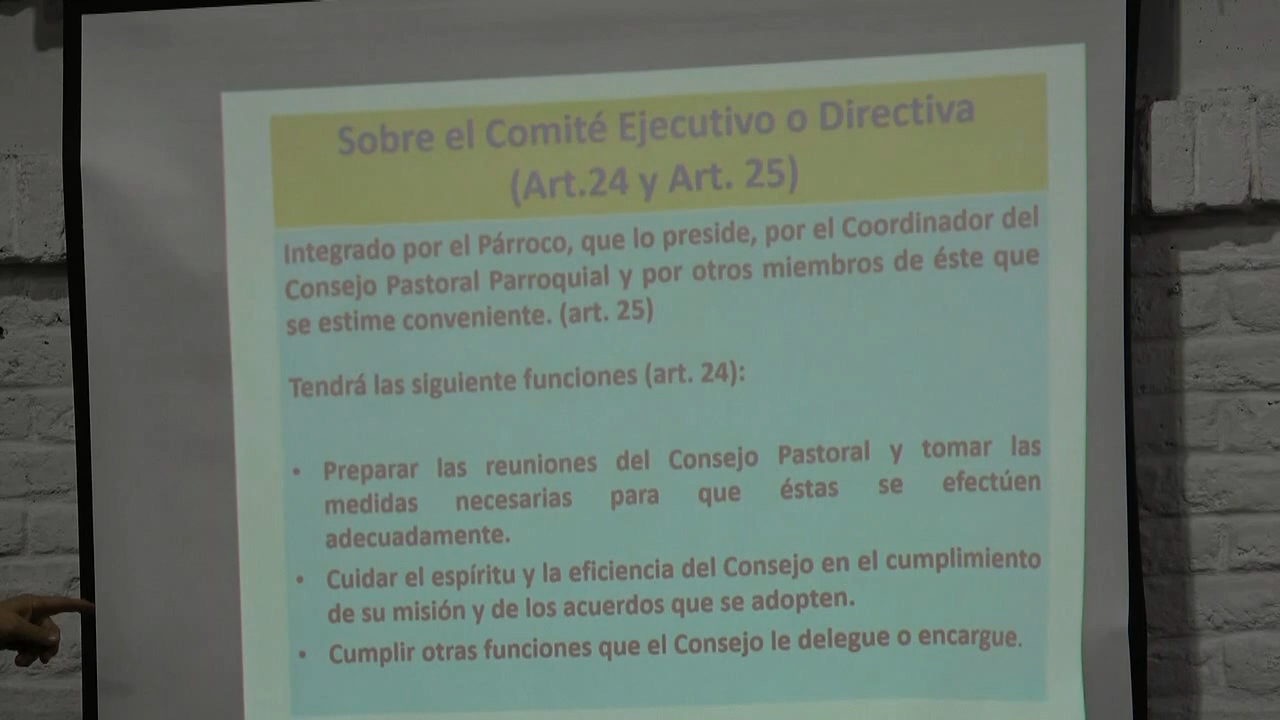 Sobre el Comité Ejecutivo o Directiva
(Art.24 y Art. 25)
Integrado por el Párroco, que lo preside, por el Coordinador del
Consejo Pastoral Parroquial y por otros miembros de éste que
se estime conveniente. (art. 25)
Tendrá las siguiente funciones (art. 24):
• Preparar las reuniones del Consejo Pastoral y tomar las
medidas necesarias para que éstas se efectúen
adecuadamente.
• Cuidar el espíritu y la eficiencia del Consejo en el cumplimiento
de su misión y de los acuerdos que se adopten.
• Cumplir otras funciones que el Consejo le delegue o encargue.